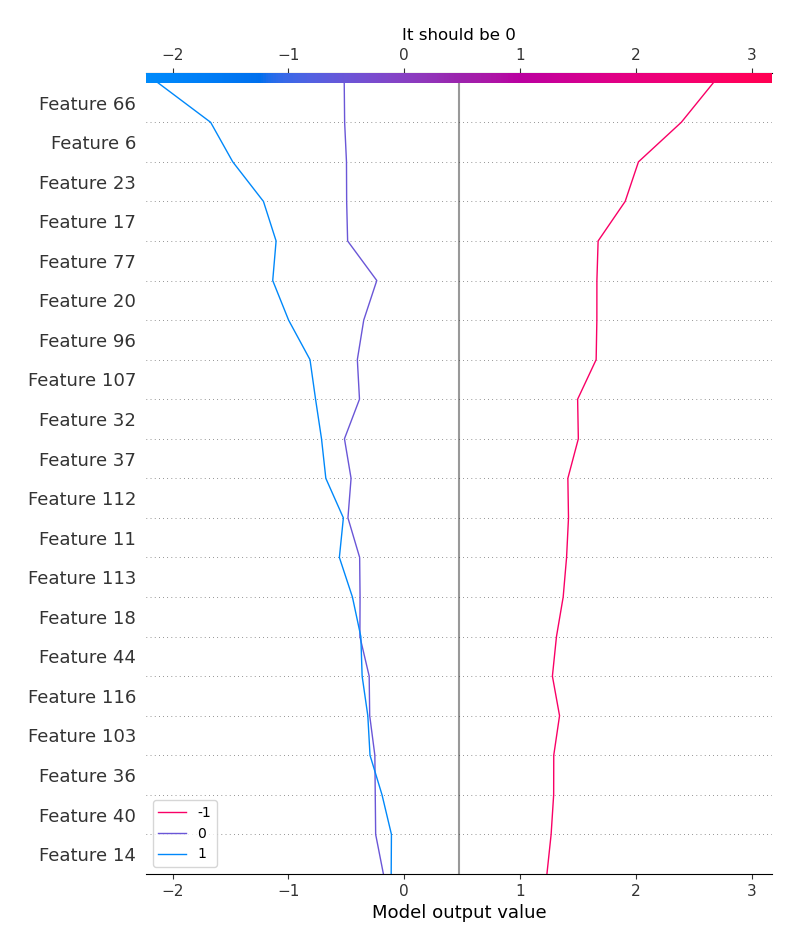 It should be 0
−2 −1 0 1 2 3
Feature 66
Feature 6
Feature 23
Feature 17
Feature 77
Feature 20
Feature 96
Feature 107
Feature 32
Feature 37
Feature 112
Feature 11
Feature 113
Feature 18
Feature 44
Feature 116
Feature 103
Feature 36
Feature 40
Feature 14
-1
0
1
−2 −1 0 1 2 3
Model output value